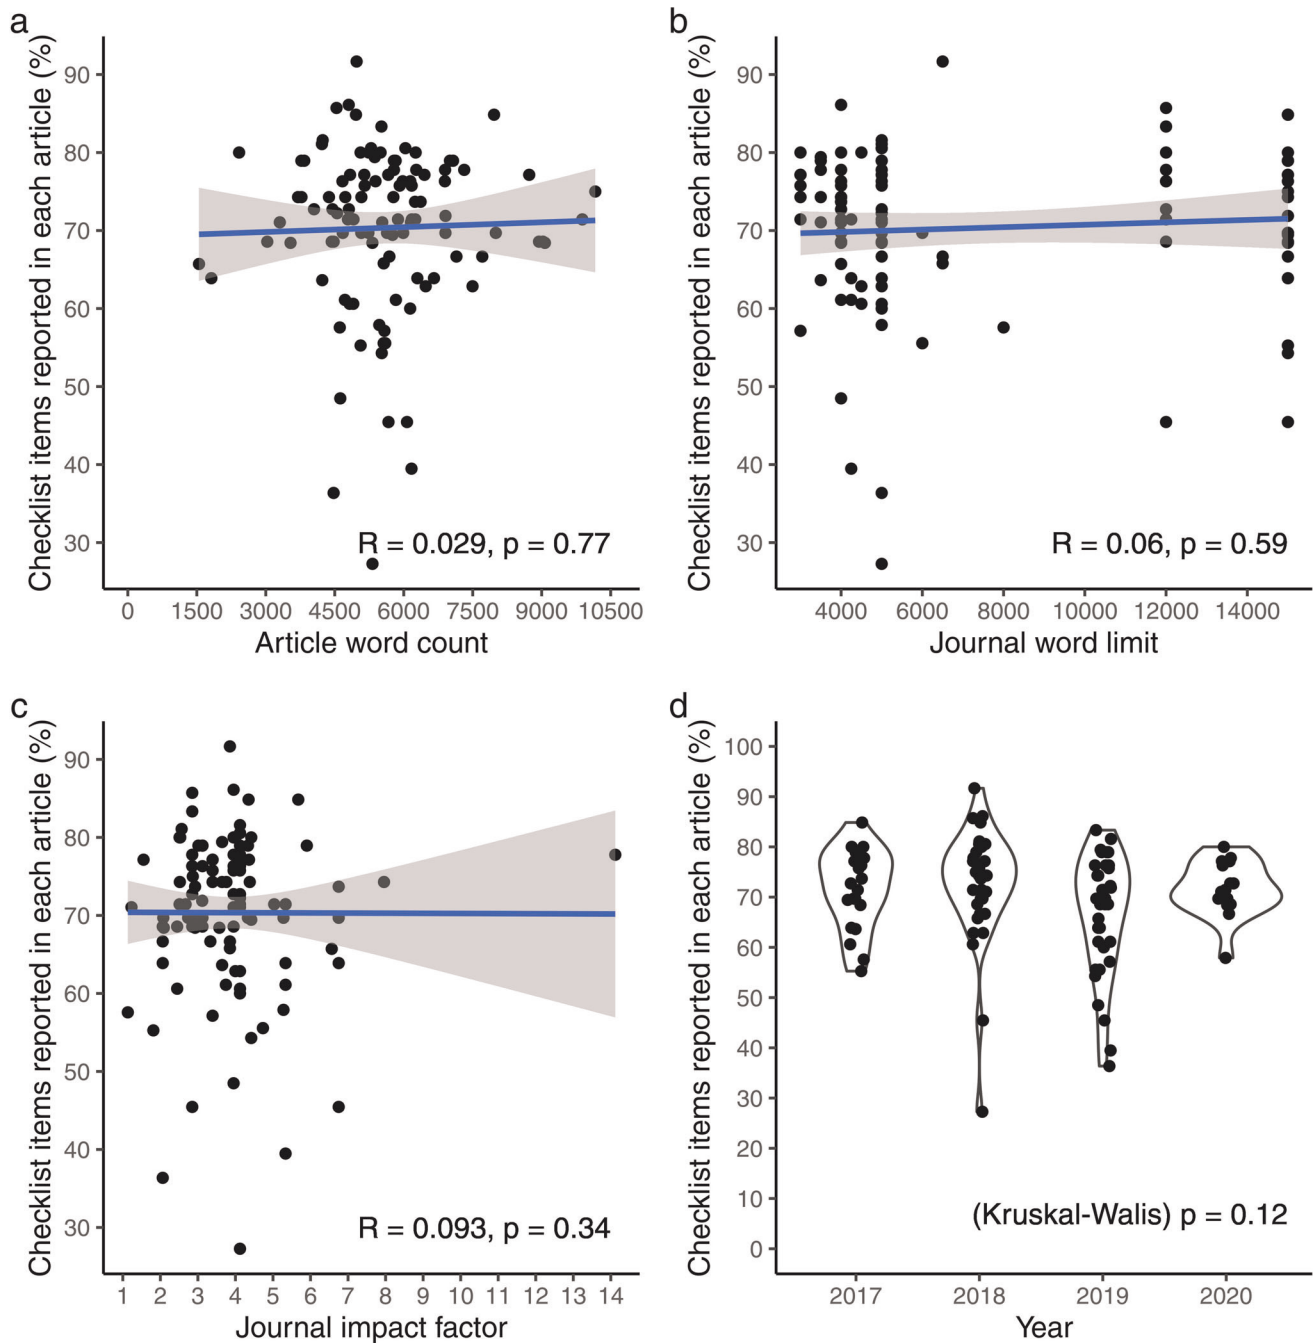 a
Checklist items reported in each article (%)
90
80
70
60
50
40
30
R = 0.029, p = 0.77
0 1500 3000 4500 6000 7500 9000 10500
Article word count
b
Checklist items reported in each article (%)
90
80
70
60
50
40
30
R = 0.06, p = 0.59
4000 6000 8000 10000 12000 14000
Journal word limit
c
Checklist items reported in each article (%)
90
80
70
60
50
40
30
R = 0.093, p = 0.34
1 2 3 4 5 6 7 8 9 10 11 12 13 14
Journal impact factor
d
Checklist items reported in each article (%)
100
90
80
70
60
50
40
30
20
10
0
(Kruskal-Walis) p = 0.12
2017 2018 2019 2020
Year